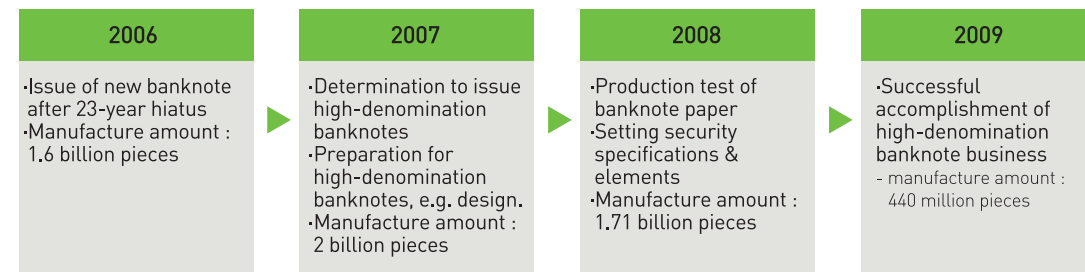 2006
·Issue of new banknote
after 23-year hiatus
·Manufacture amount :
1.6 billion pieces
2007
·Determination to issue
high-denomination
banknotes
·Preparation for
high-denomination
banknotes, e.g. design.
·Manufacture amount :
2 billion pieces
2008
·Production test of
banknote paper
·Setting security
specifications &
elements
·Manufacture amount :
1.71 billion pieces
2009
·Successful
accomplishment of
high-denomination
banknote business
- manufacture amount :
440 million pieces